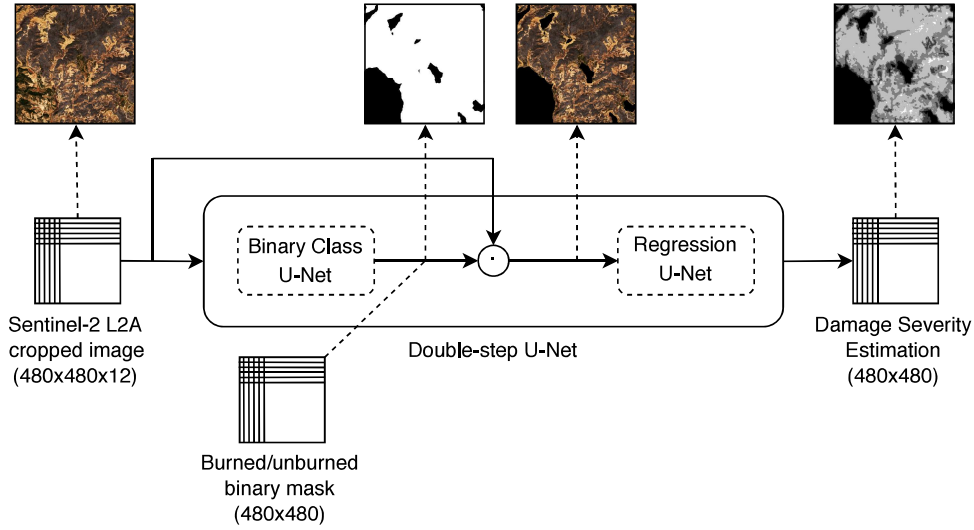 Binary Class
U-Net
Regression
U-Net
Sentinel-2 L2A
cropped image
(480x480x12)
Double-step U-Net
Damage Severity
Estimation
(480x480)
Burned/unburned
binary mask
(480x480)